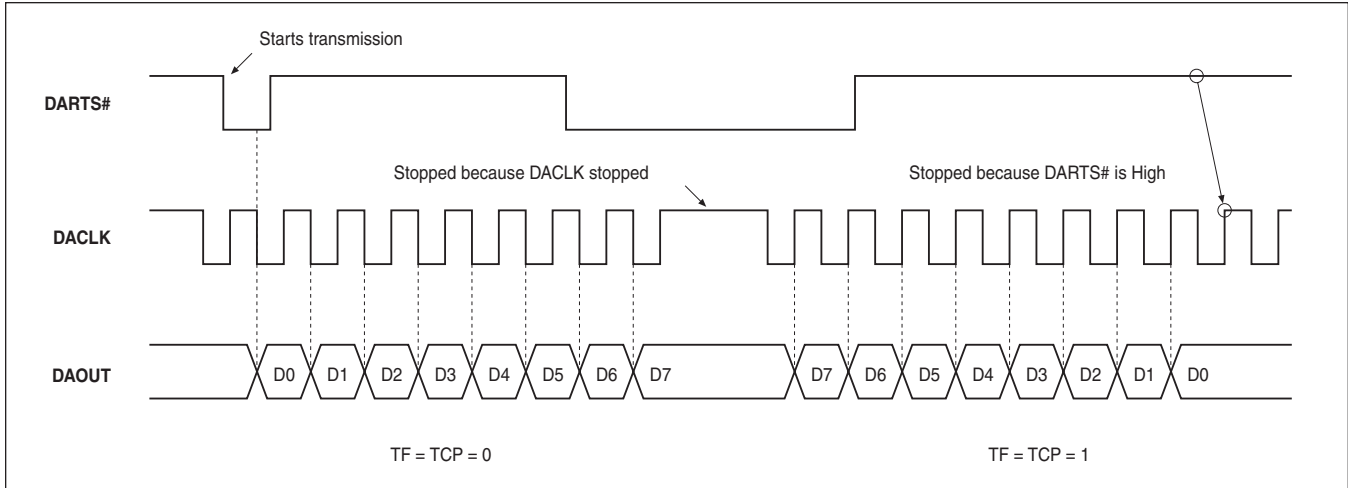 Starts transmission
DARTS#
Stopped because DACLK stopped
Stopped because DARTS# is High
DACLK
DAOUT
D0 D1 D2 D3 D4 D5 D6 D7 D7 D6 D5 D4 D3 D2 D1 D0
TF = TCP = 0
TF = TCP = 1